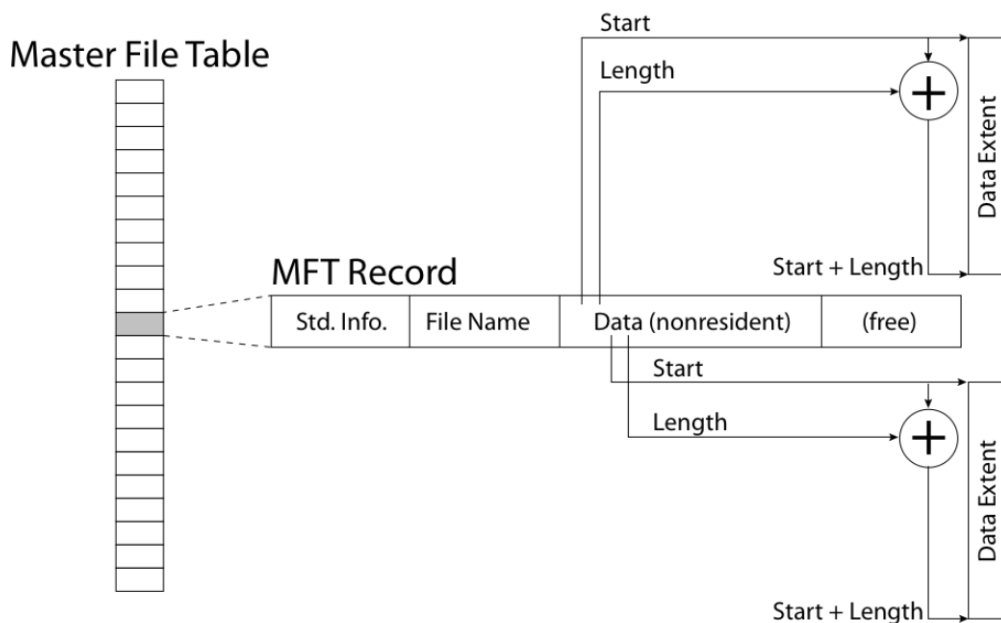 Start
Master File Table
Length
+
Data Extent
Start + Length
MFT Record
Std. Info.
File Name
Data (nonresident)
(free)
Start
Length
+
Data Extent
Start + Length